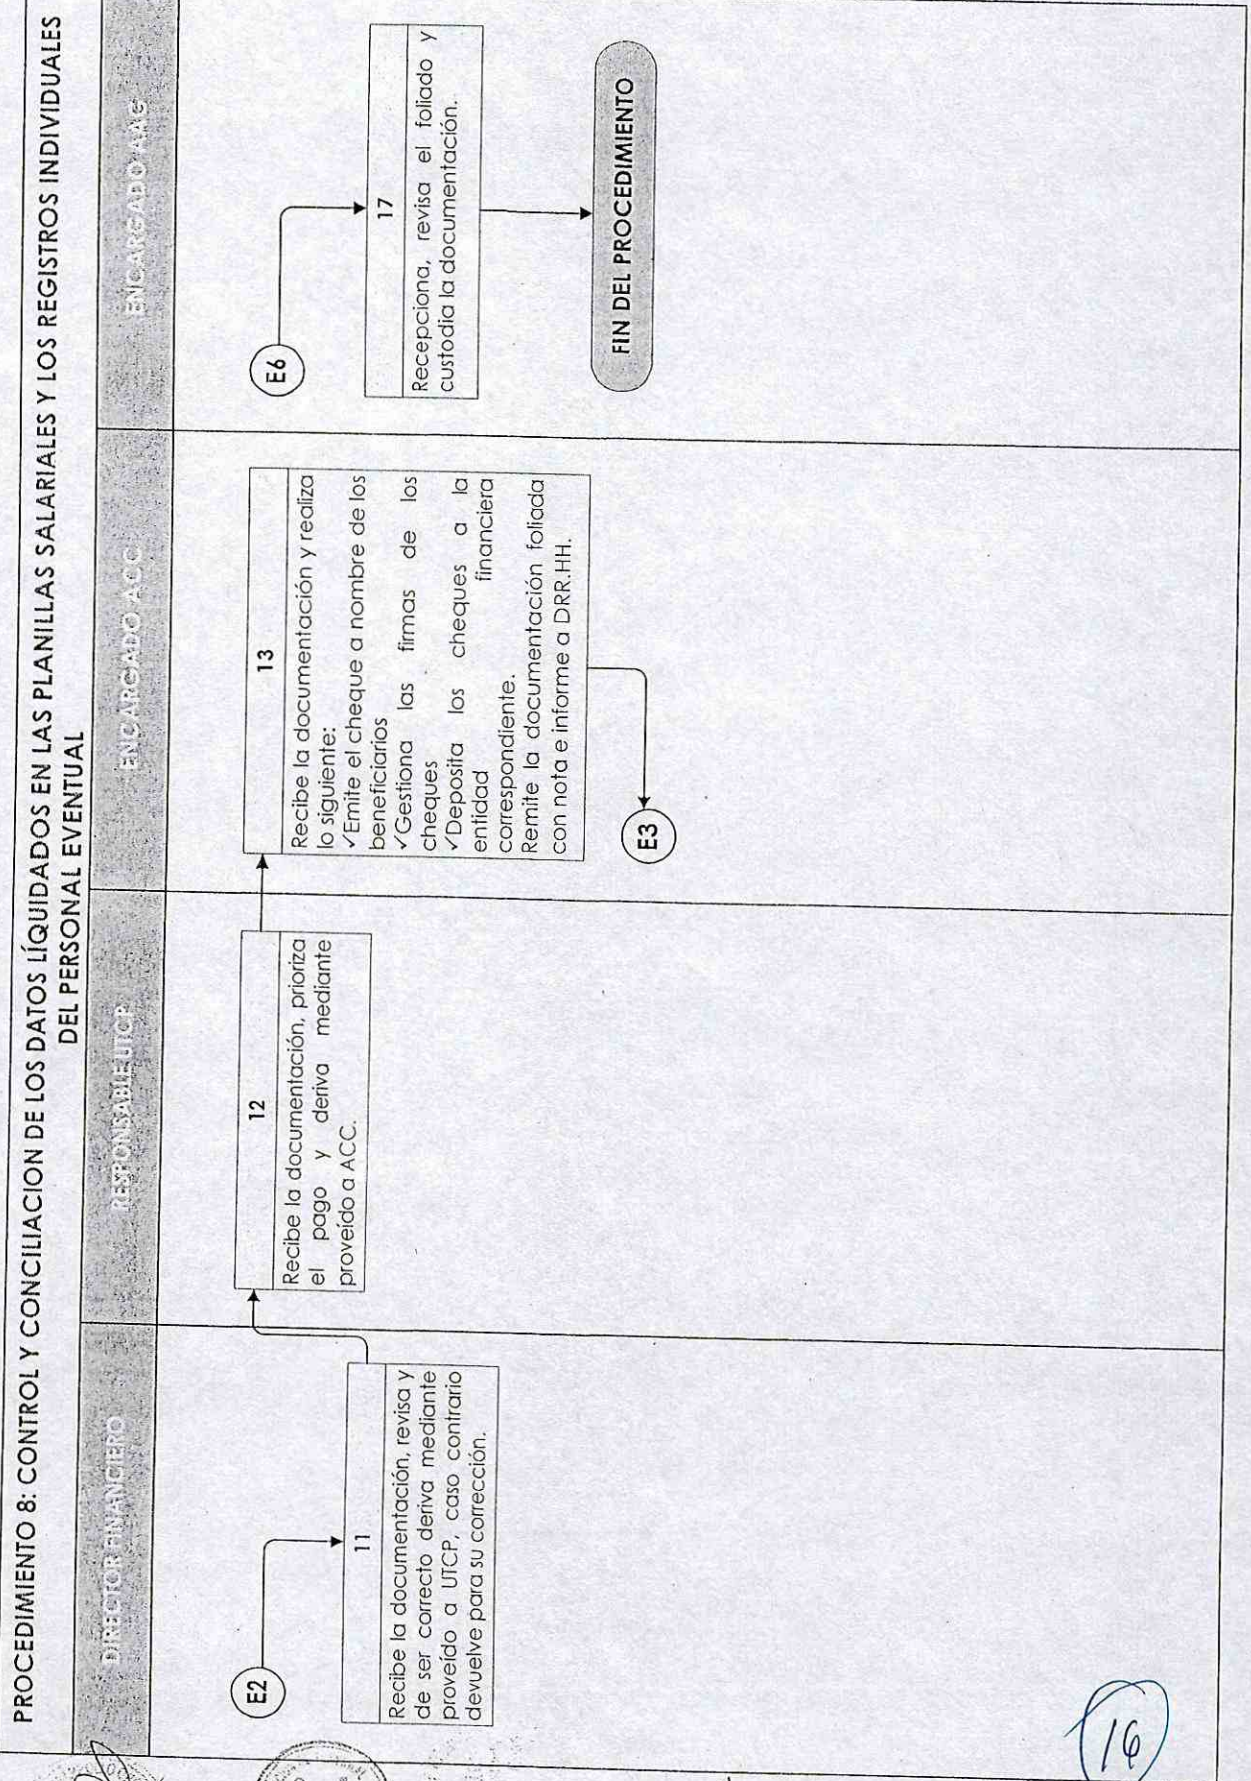 PROCEDIMIENTO 8: CONTROL Y CONCILIACION DE LOS DATOS LÍQUIDADOS EN LAS PLANILLAS SALARIALES Y LOS REGISTROS INDIVIDUALES
DEL PERSONAL EVENTUAL
DIRECTOR FINANCIERO
RESPONSABLE UTCP
ENCARGADO ACC
ENCARGADO AAG
E2
11
Recibe la documentación, revisa y
de ser correcto deriva mediante
proveído a UTCP, caso contrario
devuelve para su corrección.
12
Recibe la documentación, prioriza
el pago y deriva mediante
proveído a ACC.
13
Recibe la documentación y realiza
lo siguiente:
✓Emite el cheque a nombre de los
beneficiarios
✓Gestiona las firmas de los
cheques
✓Deposita los cheques a la
entidad financiera
correspondiente.
Remite la documentación foliada
con nota e informe a DRR.HH.
E3
E6
17
Recepciona, revisa el foliado y
custodia la documentación.
FIN DEL PROCEDIMIENTO
16